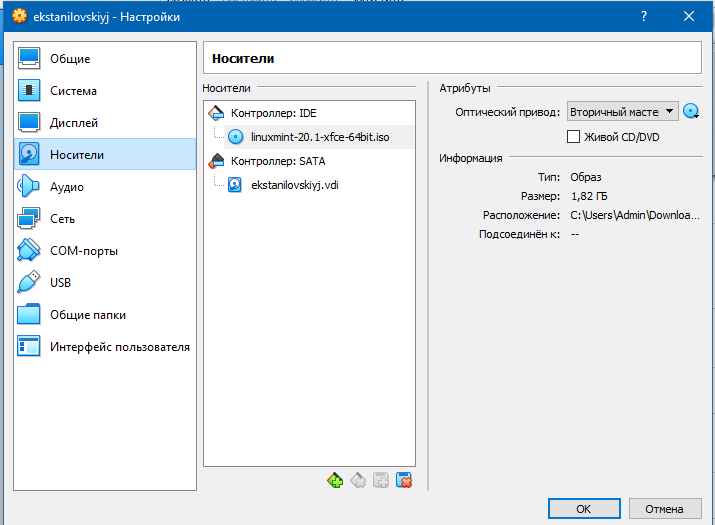 ekstanilovskiyj - Настройки
Общие
Система
Дисплей
Носители
Аудио
Сеть
COM-порты
USB
Общие папки
Интерфейс пользователя
Носители
Носители
Контроллер: IDE
linuxmint-20.1-xfce-64bit.iso
Контроллер: SATA
ekstanilovskiyj.vdi
Атрибуты
Оптический привод: Вторичный масте
Живой CD/DVD
Информация
Тип: Образ
Размер: 1,82 ГБ
Расположение: C:\Users\Admin\Downloa...
Подсоединён к: --
OK Отмена